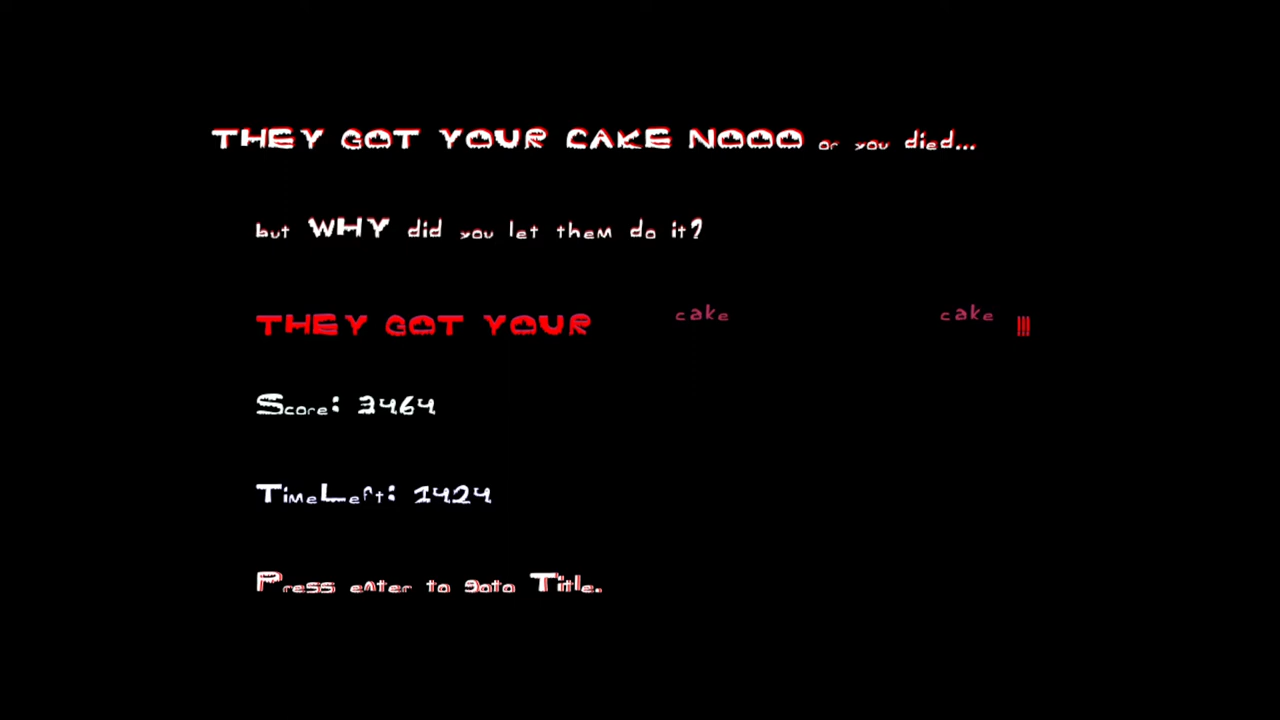 THEY GOT YOUR CAKE NOOO or you died...
but WHY did you let them do it?
THEY GOT YOUR cake cake !!!
Score: 3464
TimeLeft: 1424
Press enter to goto Title.